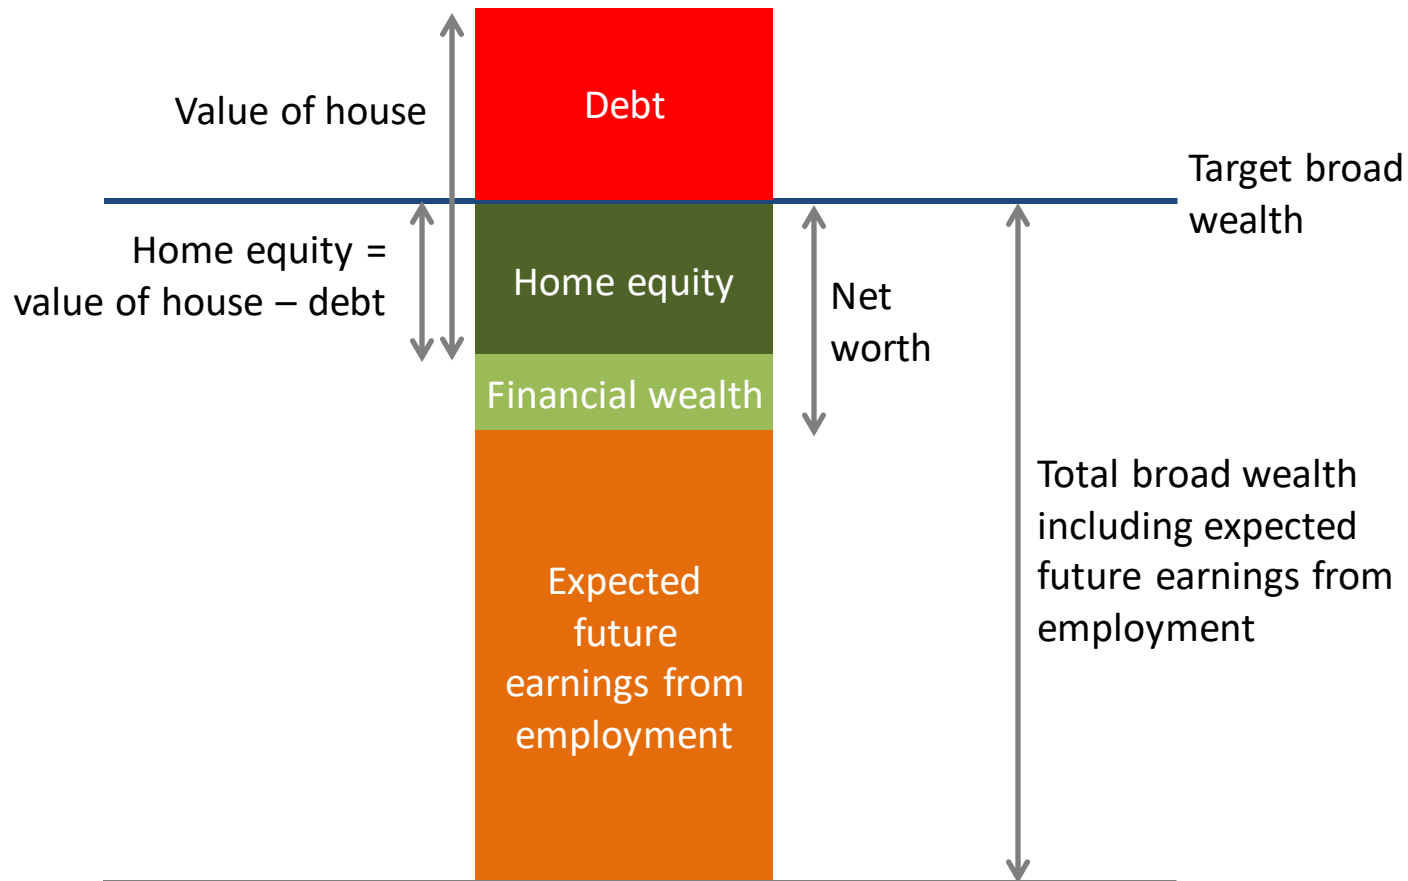 Value of house
Debt
Target broad
wealth
Home equity =
value of house – debt
Home equity
Net
worth
Financial wealth
Total broad wealth
including expected
future earnings from
employment
Expected
future
earnings from
employment